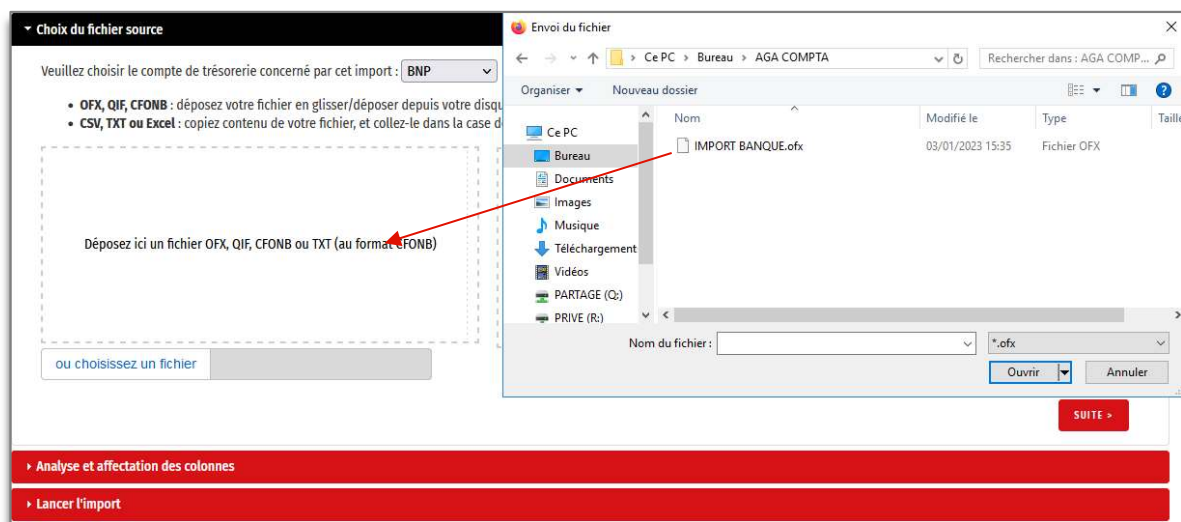 Choix du fichier source
Veuillez choisir le compte de trésorerie concerné par cet import : BNP
• OFX, QIF, CFONB : déposez votre fichier en glisser/déposer depuis votre disqu
• CSV, TXT ou Excel : copiez contenu de votre fichier, et collez-le dans la case d
Déposez ici un fichier OFX, QIF, CFONB ou TXT (au format CFONB)
ou choisissez un fichier
Envoi du fichier
Ce PC > Bureau > AGA COMPTA
Rechercher dans : AGA COMP...
Organiser
Nouveau dossier
Nom
Modifié le
Type
Taille
Ce PC
Bureau
Documents
Images
Musique
Téléchargement
Vidéos
PARTAGE (Q:)
PRIVE (R:)
IMPORT BANQUE.ofx
03/01/2023 15:35
Fichier OFX
Nom du fichier :
*.ofx
Ouvrir
Annuler
SUITE >
Analyse et affectation des colonnes
Lancer l'import